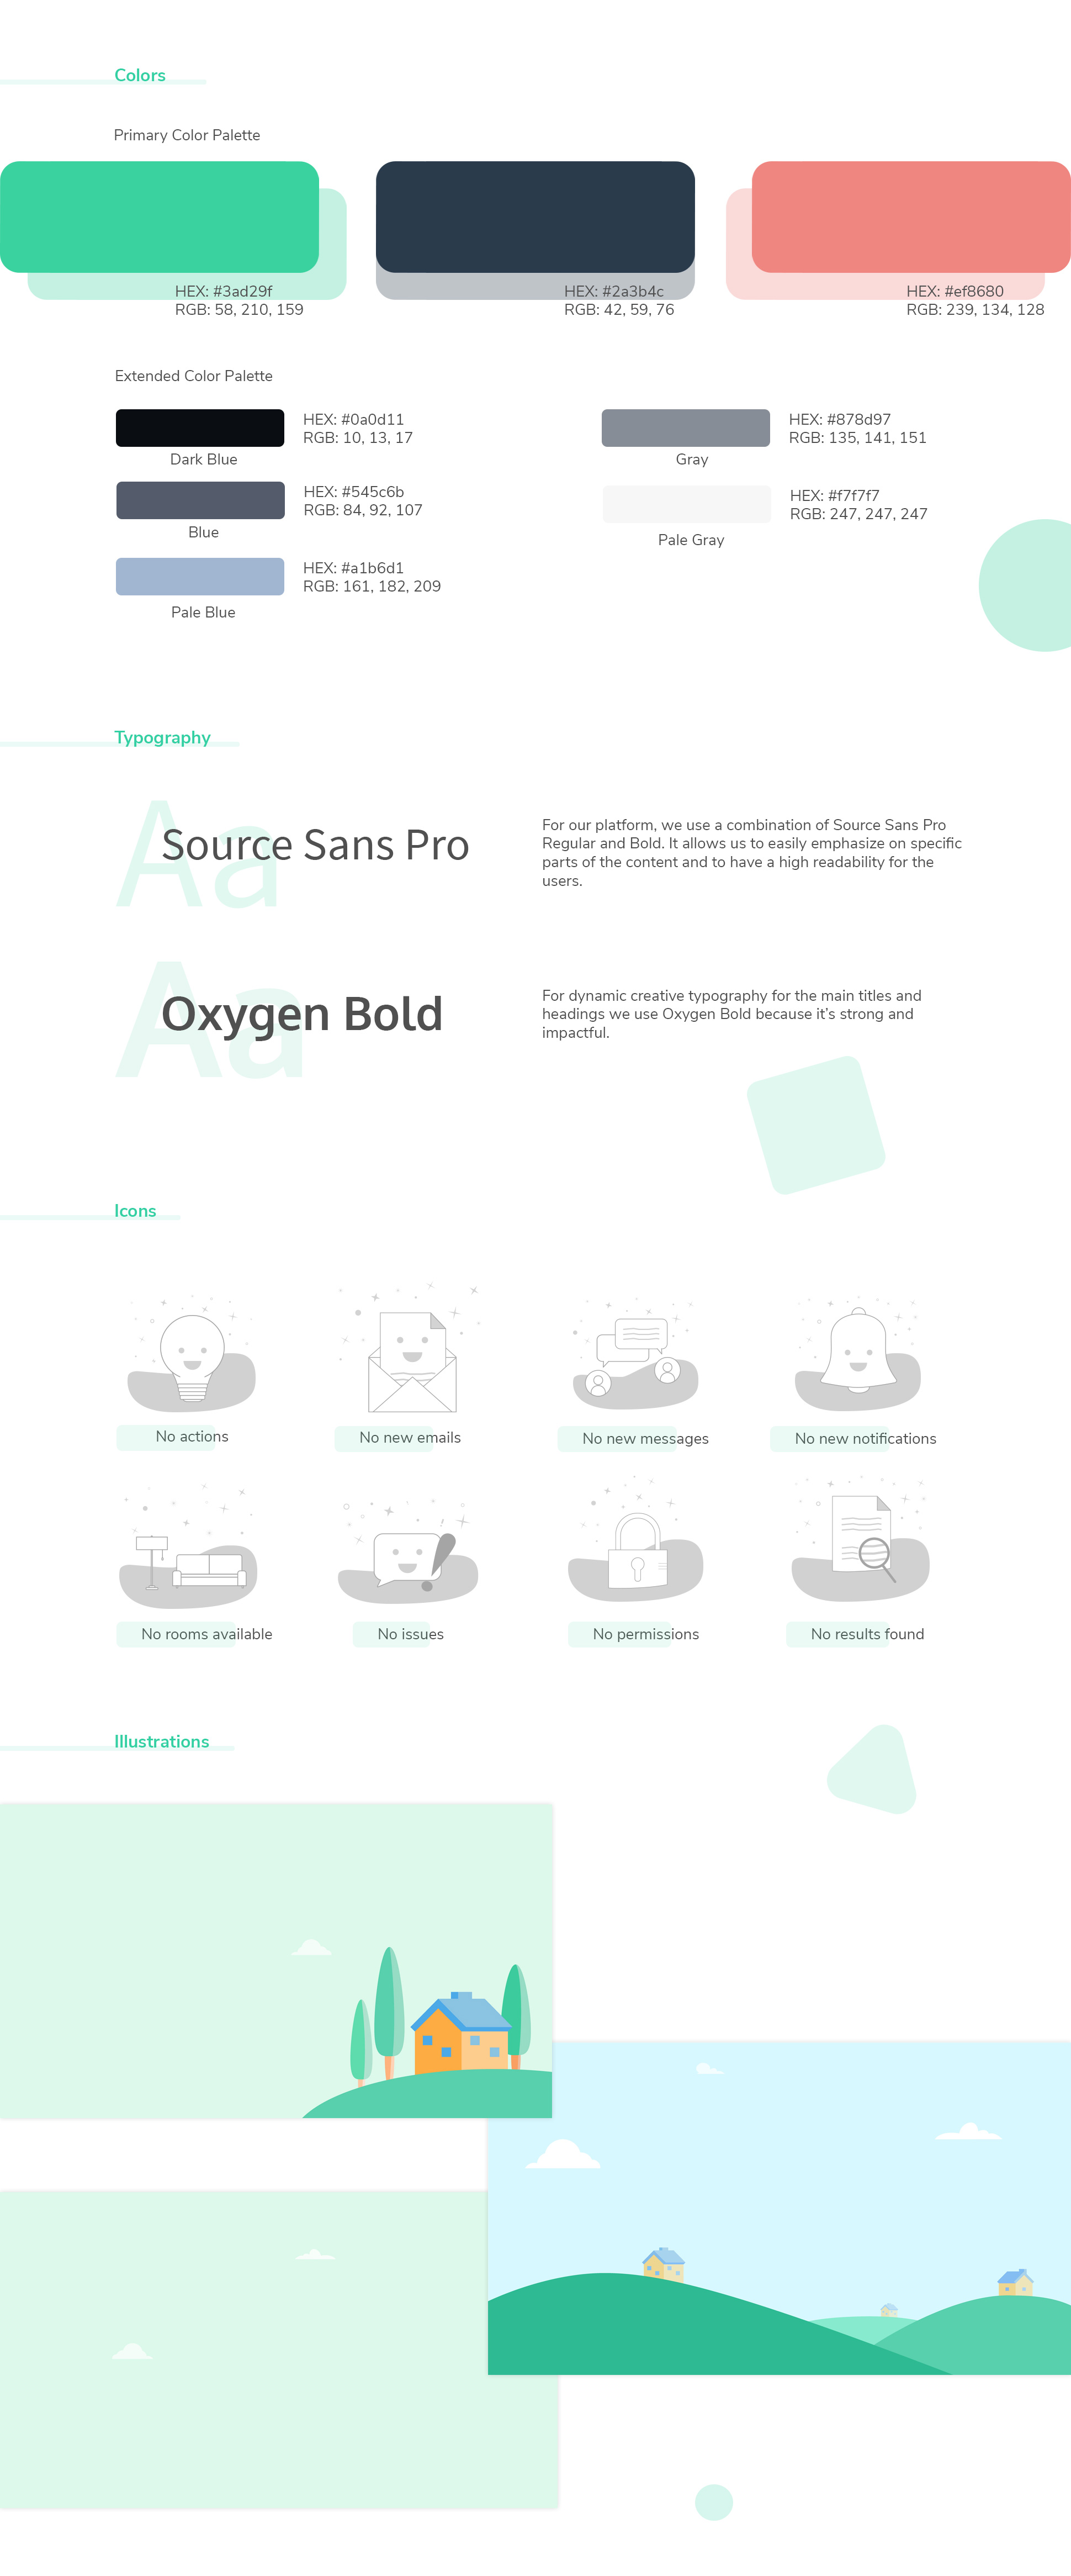 Colors
Primary Color Palette
HEX: #3ad29f
RGB: 58, 210, 159
HEX: #2a3b4c
RGB: 42, 59, 76
HEX: #ef8680
RGB: 239, 134, 128
Extended Color Palette
HEX: #0a0d11
RGB: 10, 13, 17
Dark Blue
HEX: #545c6b
RGB: 84, 92, 107
Blue
HEX: #a1b6d1
RGB: 161, 182, 209
Pale Blue
HEX: #878d97
RGB: 135, 141, 151
Gray
HEX: #f7f7f7
RGB: 247, 247, 247
Pale Gray
Typography
Aa
Source Sans Pro
For our platform, we use a combination of Source Sans Pro
Regular and Bold. It allows us to easily emphasize on specific
parts of the content and to have a high readability for the
users.
Aa
Oxygen Bold
For dynamic creative typography for the main titles and
headings we use Oxygen Bold because it’s strong and
impactful.
Icons
No actions
No new emails
No new messages
No new notifications
No rooms available
No issues
No permissions
No results found
Illustrations